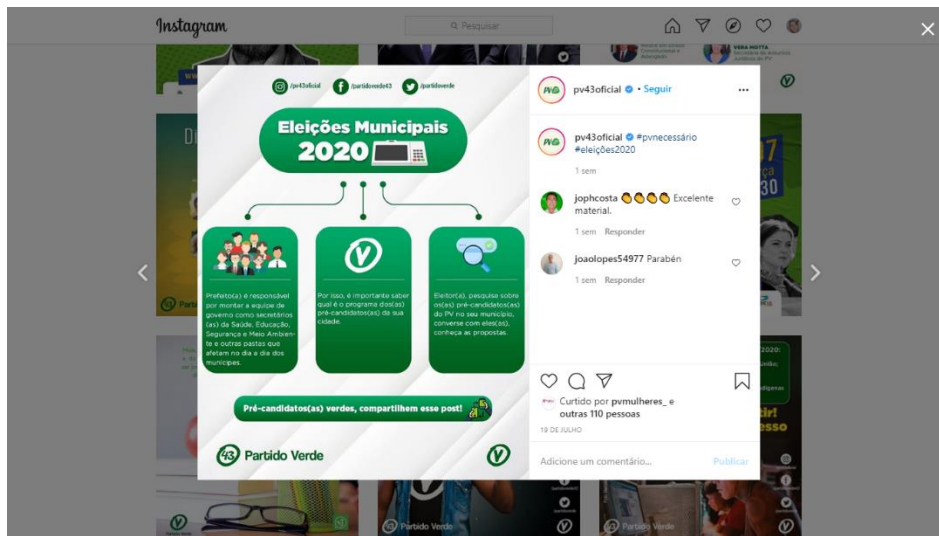 Instagram
Pesquisar
/pv43oficial
/partidoverde43
/partidoverde
Eleições Municipais
2020
Prefeito(a) é responsável
por montar a equipe de
governo como secretários
(as) da Saúde, Educação,
Segurança e Meio Ambien-
te e outras pastas que
afetam no dia a dia dos
munícipes.
Por isso, é importante saber
qual é o programa dos(as)
pré-candidatos(as) da sua
cidade.
Eleitor(a), pesquise sobre
os(as) pré-candidatos(as)
do PV no seu município,
converse com eles(as),
conheça as propostas.
Pré-candidatos(as) verdes, compartilhem esse post!
43 Partido Verde
pv43oficial • Seguir
pv43oficial #pvnecessário
#eleições2020
1 sem
jophcosta Excelente
material.
1 sem Responder
joaolopes54977 Parabén
1 sem Responder
Curtido por pvmulheres_ e
outras 110 pessoas
19 DE JULHO
Adicione um comentário...
Publicar
VERA MOTTA
Partido Verde
Partido Verde